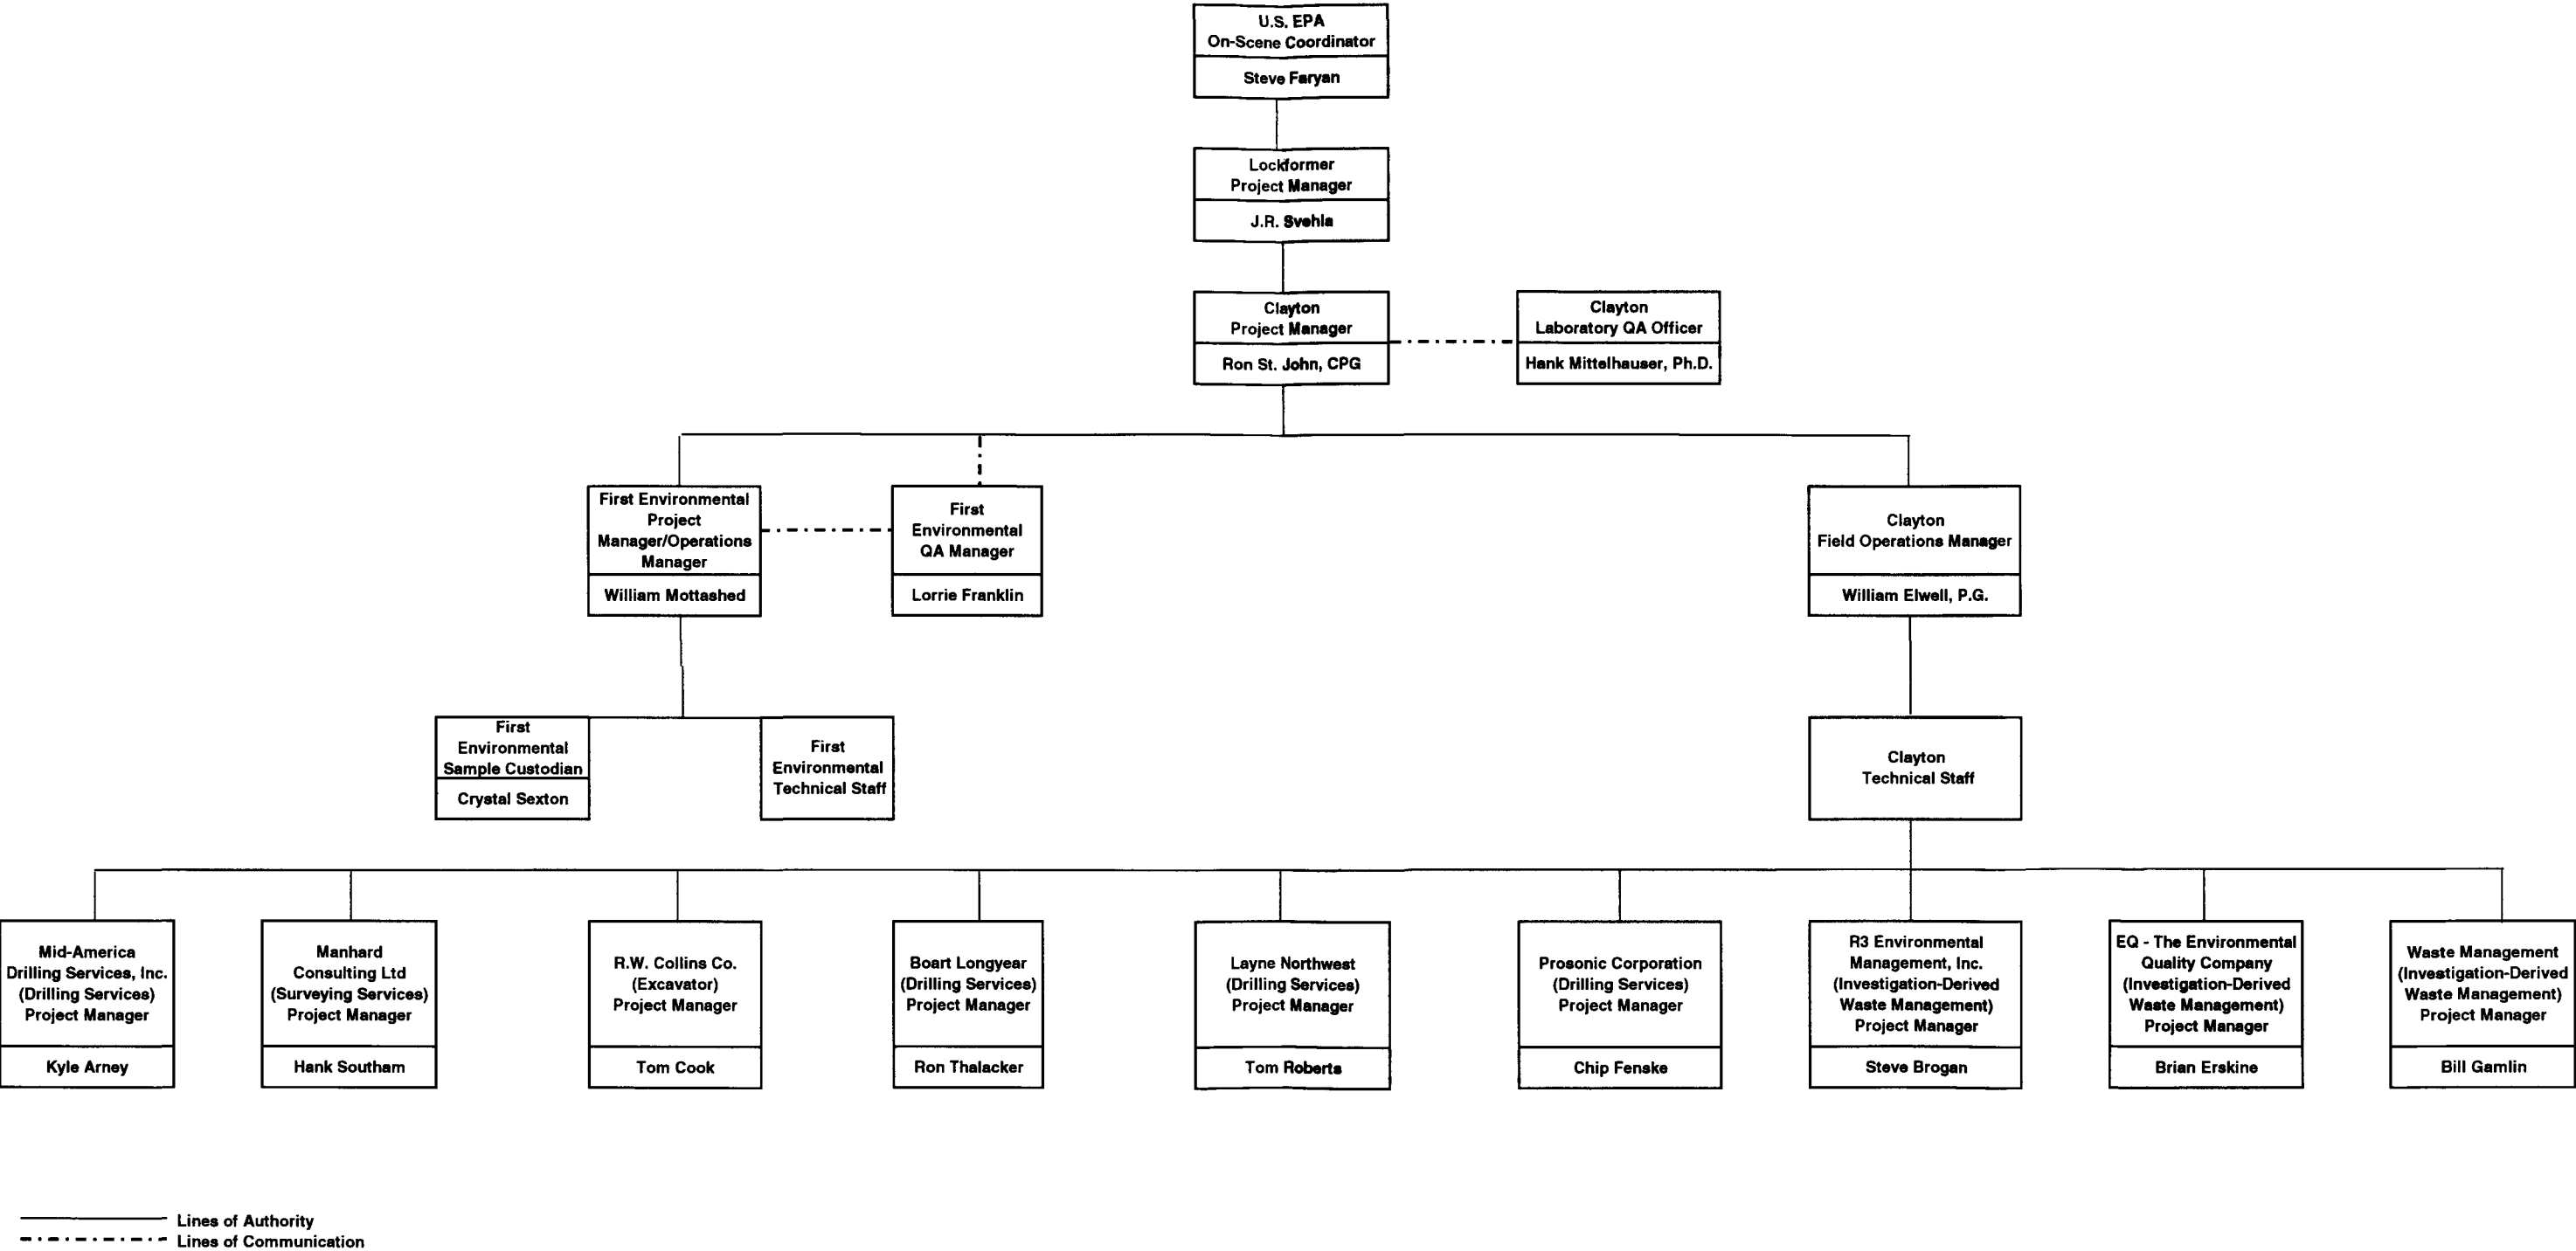 U.S. EPA
On-Scene Coordinator
Steve Faryan
Lockformer
Project Manager
J.R. Svehla
Clayton
Project Manager
Ron St. John, CPG
Clayton
Laboratory QA Officer
Hank Mittelhauser, Ph.D.
First Environmental
Project
Manager/Operations
Manager
William Mottashed
First
Environmental
QA Manager
Lorrie Franklin
Clayton
Field Operations Manager
William Elwell, P.G.
First
Environmental
Sample Custodian
Crystal Sexton
First
Environmental
Technical Staff
Clayton
Technical Staff
Mid-America
Drilling Services, Inc.
(Drilling Services)
Project Manager
Kyle Arney
Manhard
Consulting Ltd
(Surveying Services)
Project Manager
Hank Southam
R.W. Collins Co.
(Excavator)
Project Manager
Tom Cook
Boart Longyear
(Drilling Services)
Project Manager
Ron Thalacker
Layne Northwest
(Drilling Services)
Project Manager
Tom Roberts
Prosonic Corporation
(Drilling Services)
Project Manager
Chip Fenske
R3 Environmental
Management, Inc.
(Investigation-Derived
Waste Management)
Project Manager
Steve Brogan
EQ - The Environmental
Quality Company
(Investigation-Derived
Waste Management)
Project Manager
Brian Erskine
Waste Management
(Investigation-Derived
Waste Management)
Project Manager
Bill Gamlin
Lines of Authority
Lines of Communication